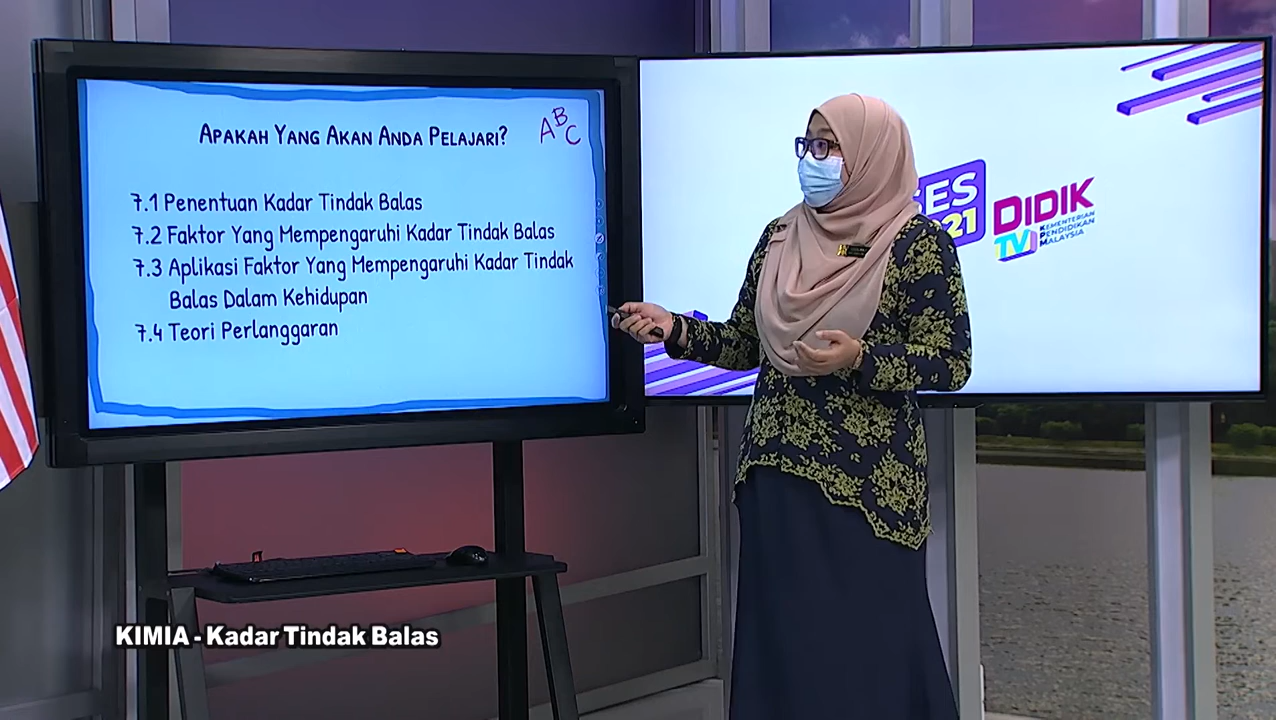 APAKAH YANG AKAN ANDA PELAJARI?
A B C
7.1 Penentuan Kadar Tindak Balas
7.2 Faktor Yang Mempengaruhi Kadar Tindak Balas
7.3 Aplikasi Faktor Yang Mempengaruhi Kadar Tindak
Balas Dalam Kehidupan
7.4 Teori Perlanggaran
SES
21
DIDIK
TV
KEMENTERIAN
PENDIDIKAN
MALAYSIA
KIMIA - Kadar Tindak Balas